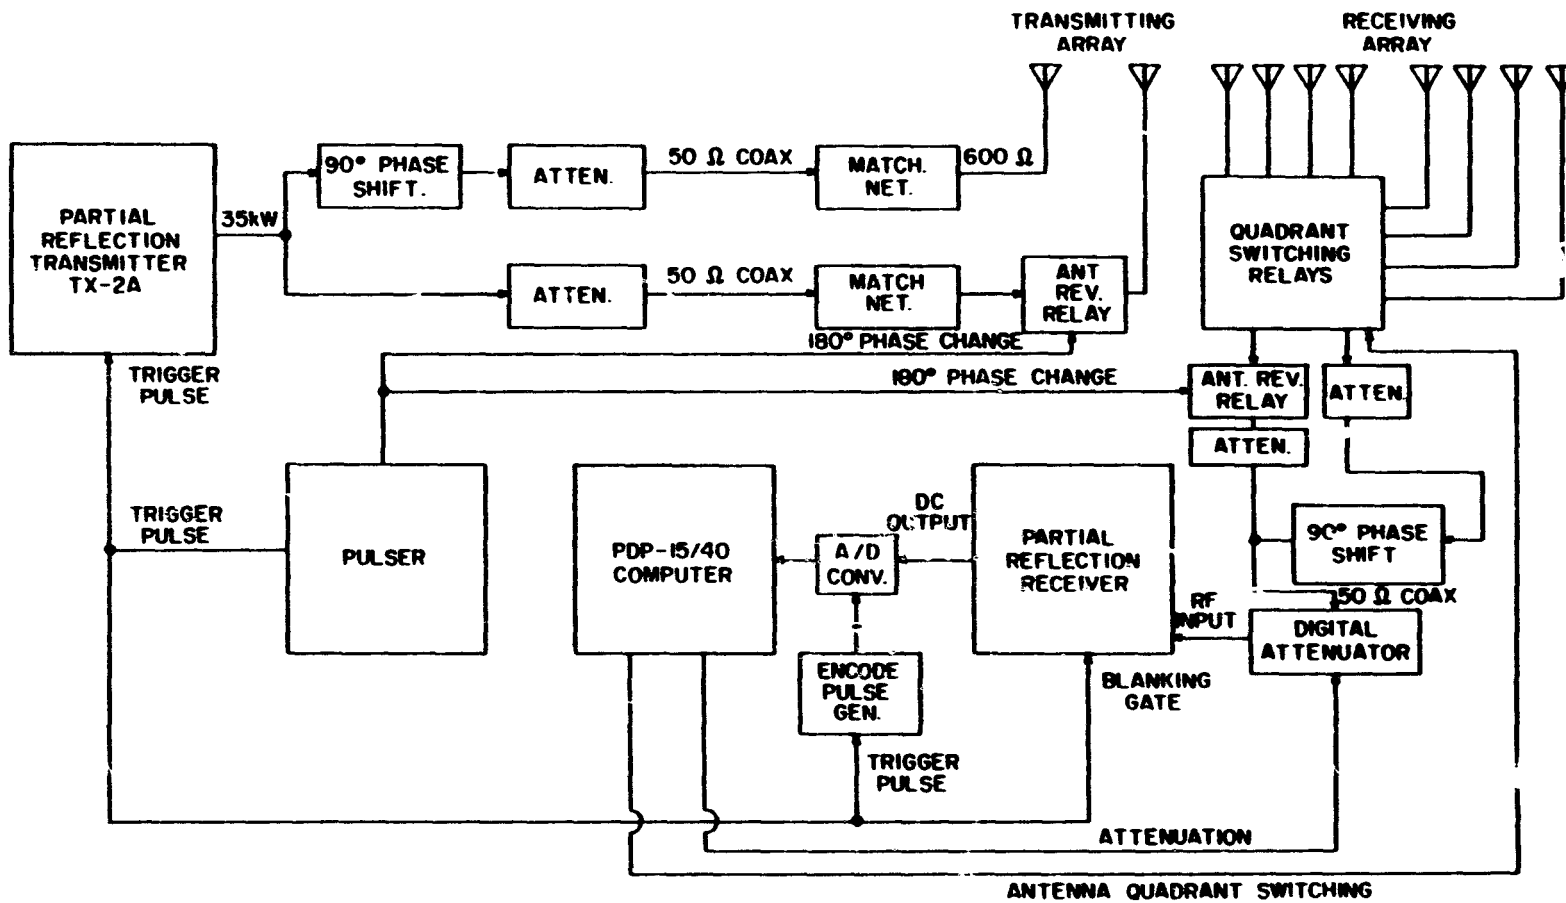 TRANSMITTING
ARRAY
RECEIVING
ARRAY
PARTIAL
REFLECTION
TRANSMITTER
TX-2A
35kW
90° PHASE
SHIFT.
ATTEN.
50 Ω COAX
MATCH.
NET.
600 Ω
ATTEN.
50 Ω COAX
MATCH
NET.
ANT
REV.
RELAY
QUADRANT
SWITCHING
RELAYS
180° PHASE CHANGE
180° PHASE CHANGE
ANT. REV.
RELAY
ATTEN.
ATTEN.
TRIGGER
PULSE
TRIGGER
PULSE
PULSER
PDP-15/40
COMPUTER
A/D
CONV.
DC
OUTPUT
PARTIAL
REFLECTION
RECEIVER
90° PHASE
SHIFT
50 Ω COAX
RF
INPUT
DIGITAL
ATTENUATOR
ENCODE
PULSE
GEN.
BLANKING
GATE
TRIGGER
PULSE
ATTENUATION
ANTENNA QUADRANT SWITCHING